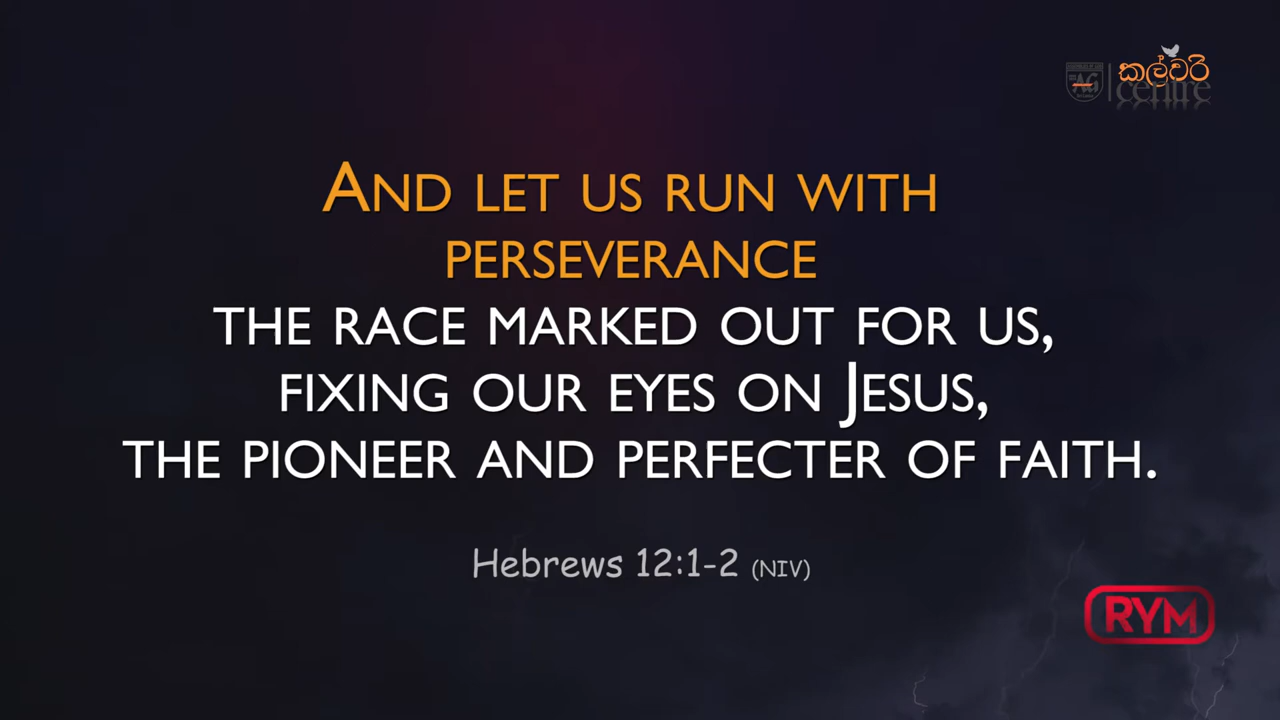 කල්වරි
centre
AG
And let us run with
perseverance
the race marked out for us,
fixing our eyes on Jesus,
the pioneer and perfecter of faith.
Hebrews 12:1-2 (NIV)
RYM